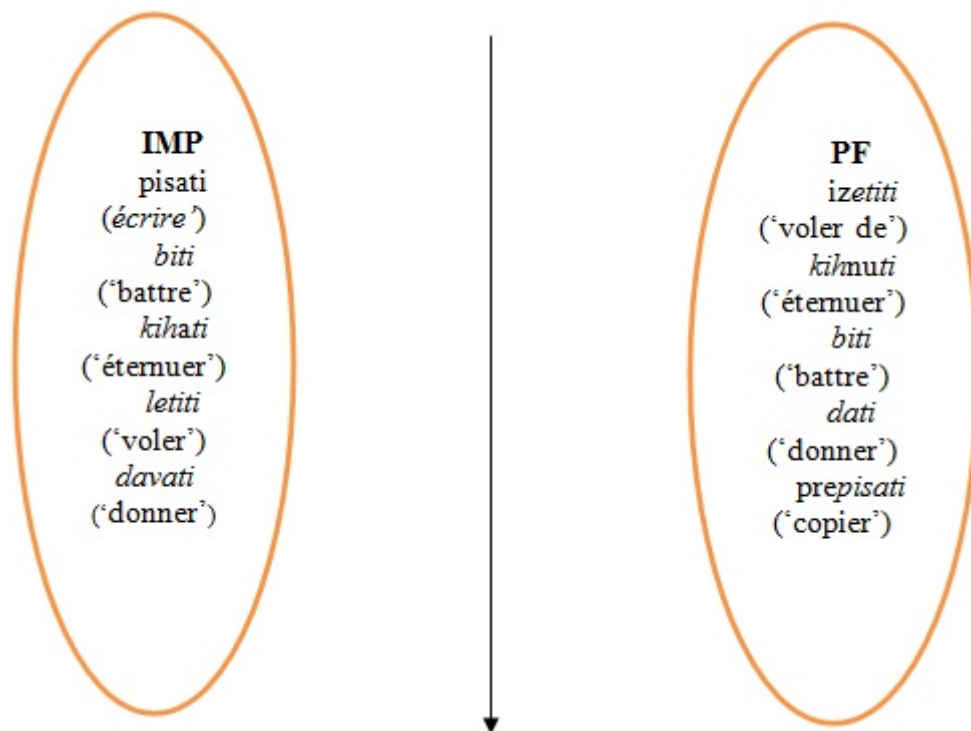 IMP
pisati
(écrire’)
biti
(‘battre’)
kihati
(‘éternuer’)
letiti
(‘voler’)
davati
(‘donner’)
PF
izetiti
(‘voler de’)
kihnuti
(‘éternuer’)
biti
(‘battre’)
dati
(‘donner’)
prepisati
(‘copier’)